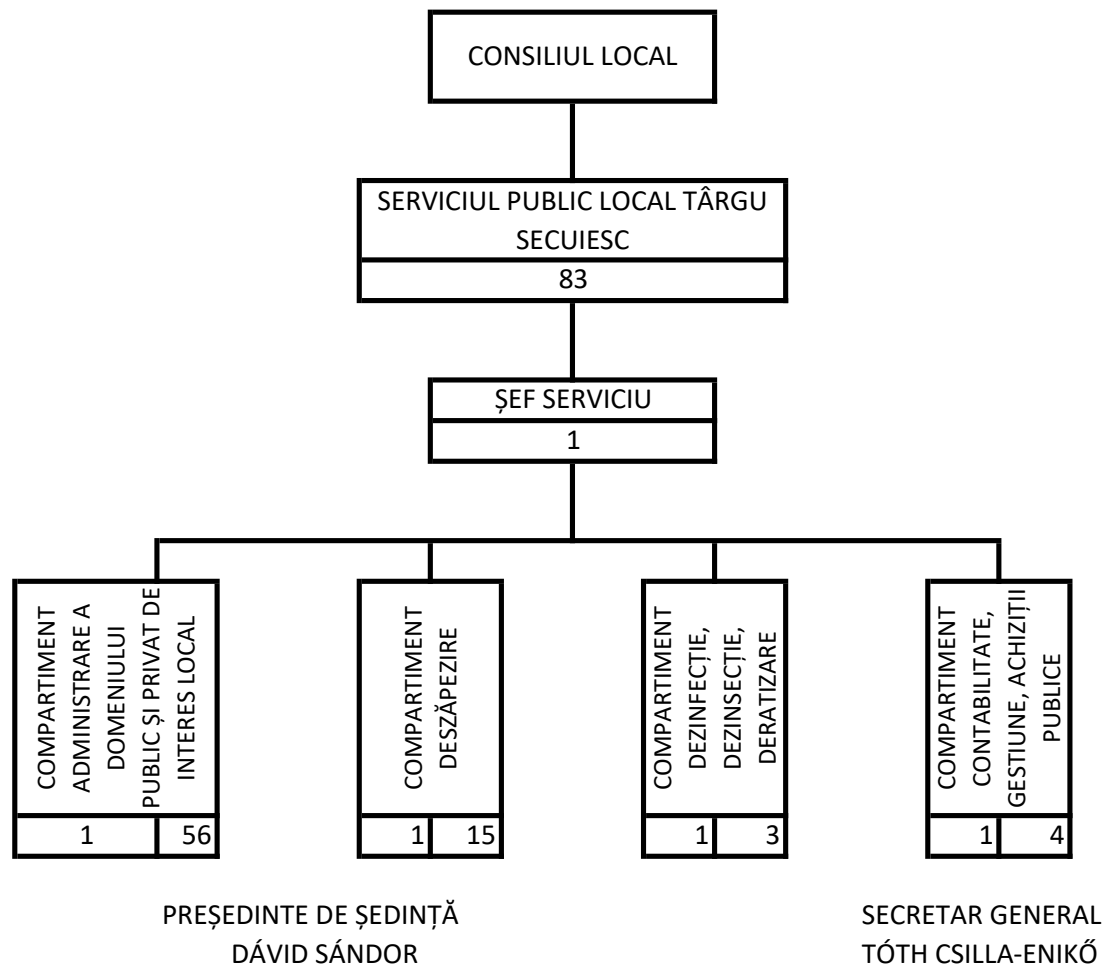 CONSILIUL LOCAL
SERVICIUL PUBLIC LOCAL TÂRGU
SECUIESC
83
ȘEF SERVICIU
1
COMPARTIMENT
ADMINISTRARE A
DOMENIULUI
PUBLIC ȘI PRIVAT DE
INTERES LOCAL
1 56
COMPARTIMENT
DESZĂPEZIRE
1 15
COMPARTIMENT
DEZINFECȚIE,
DEZINSECȚIE,
DERATIZARE
1 3
COMPARTIMENT
CONTABILITATE,
GESTIUNE, ACHIZIȚII
PUBLICE
1 4
PREȘEDINTE DE ȘEDINȚĂ
DÁVID SÁNDOR
SECRETAR GENERAL
TÓTH CSILLA-ENIKŐ